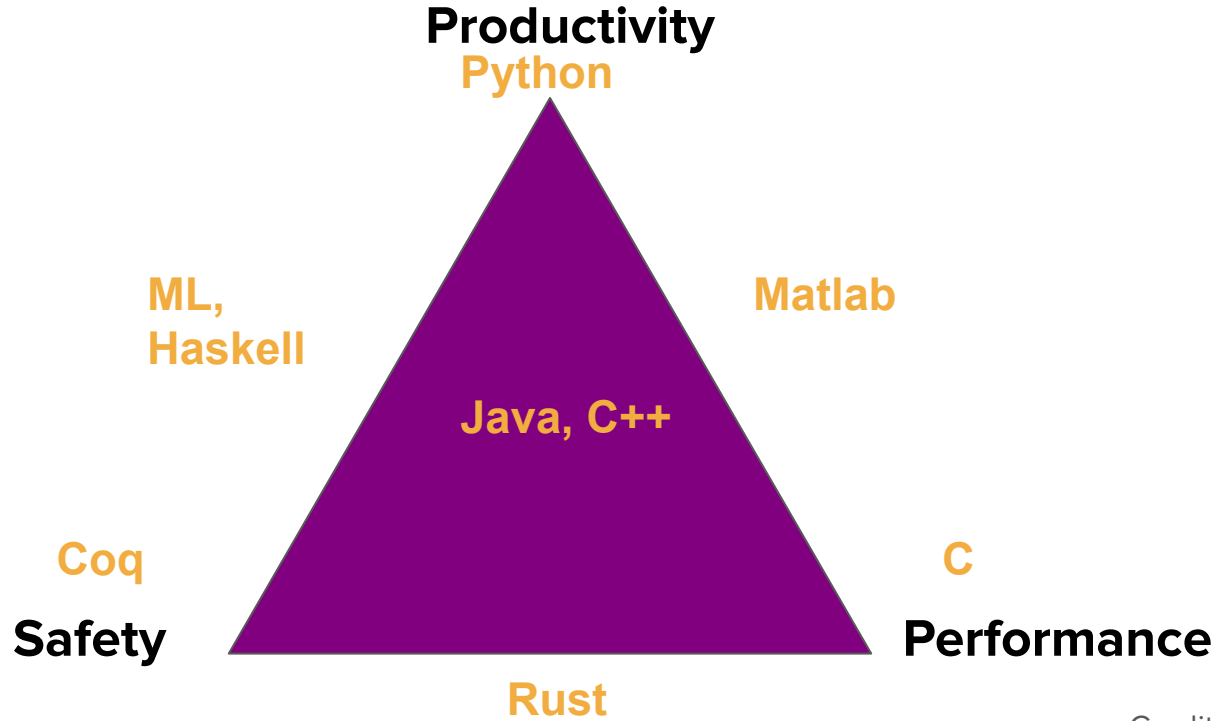 Productivity
Python
ML,
Haskell
Matlab
Java, C++
Coq
C
Safety
Performance
Rust